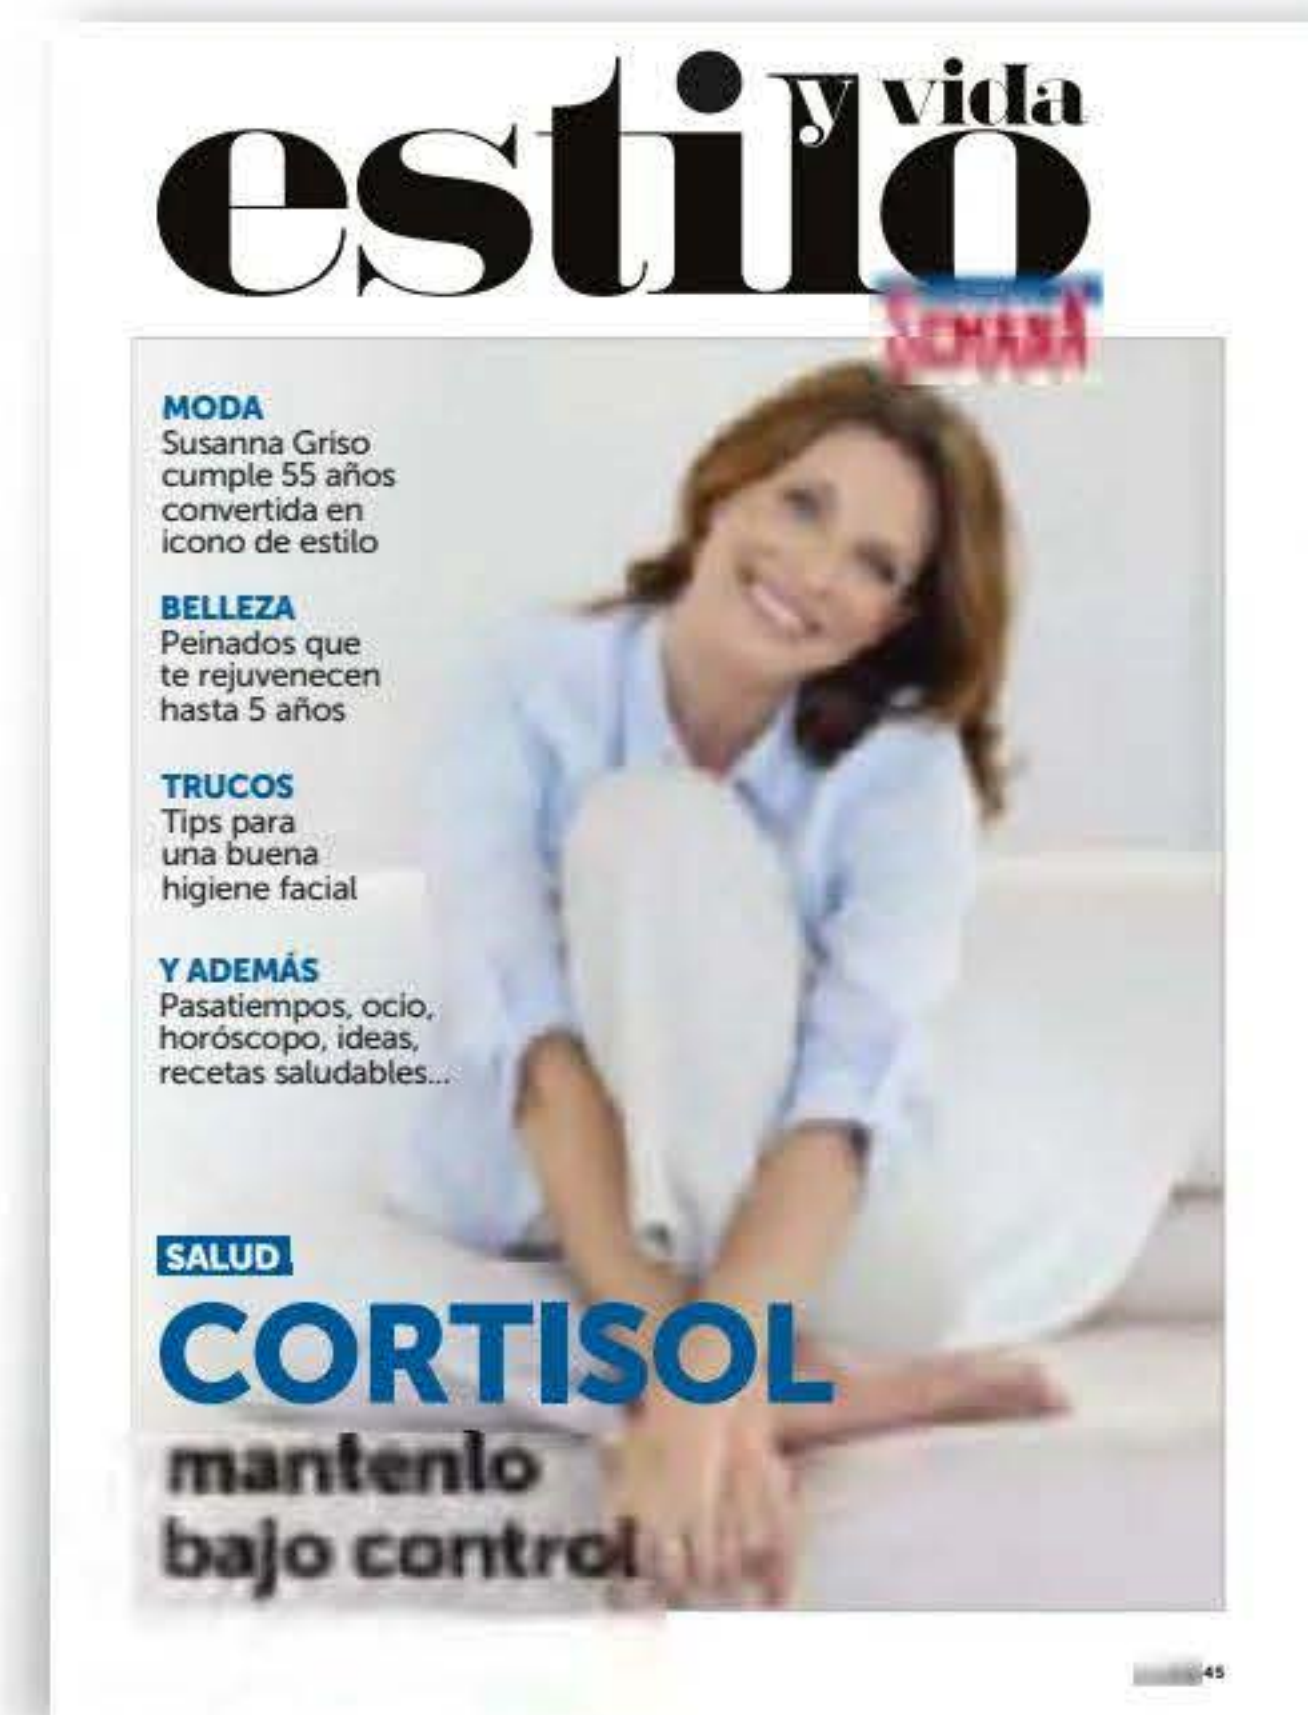 estilo
y vida
SEMANA
MODA
Susanna Griso
cumple 55 años
convertida en
icono de estilo
BELLEZA
Peinados que
te rejuvenecen
hasta 5 años
TRUCOS
Tips para
una buena
higiene facial
Y ADEMÁS
Pasatiempos, ocio,
horóscopo, ideas,
recetas saludables...
SALUD
CORTISOL
mantenlo
bajo control
45